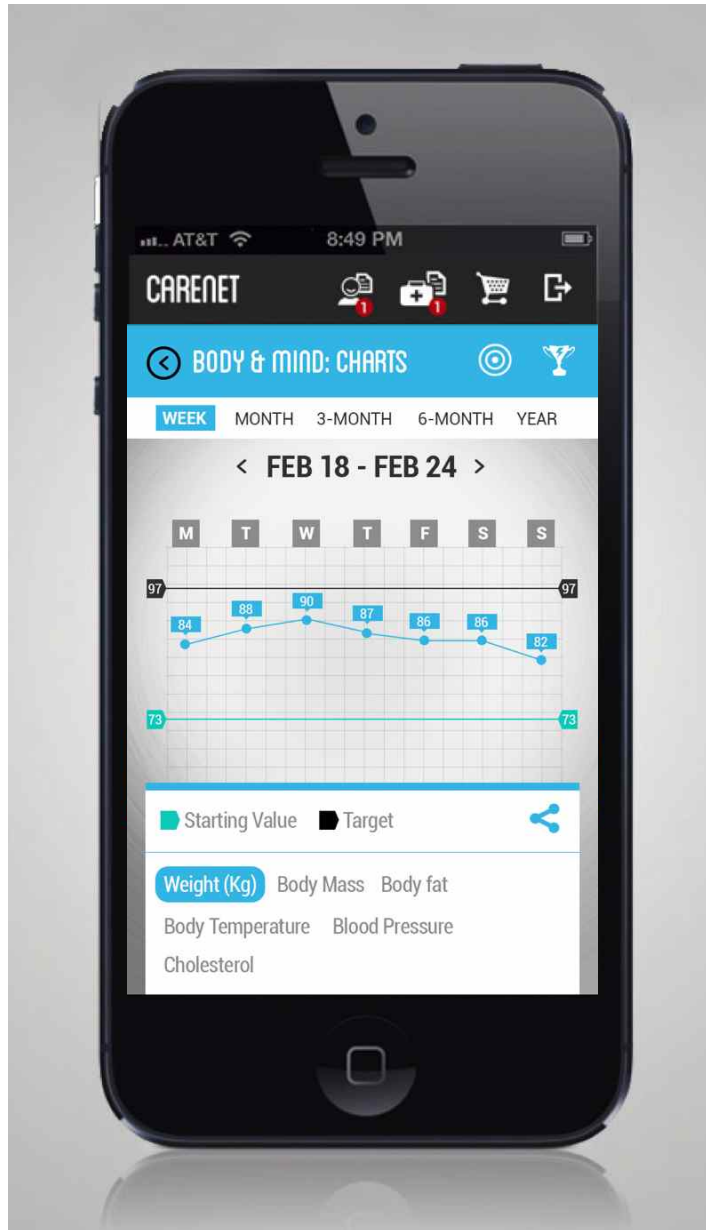 AT&T 8:49 PM
CARENET 1 1
BODY & MIND: CHARTS
WEEK MONTH 3-MONTH 6-MONTH YEAR
< FEB 18 - FEB 24 >
M T W T F S S
97 97
84 88 90 87 86 86 82
73 73
Starting Value Target
Weight (Kg) Body Mass Body fat
Body Temperature Blood Pressure
Cholesterol